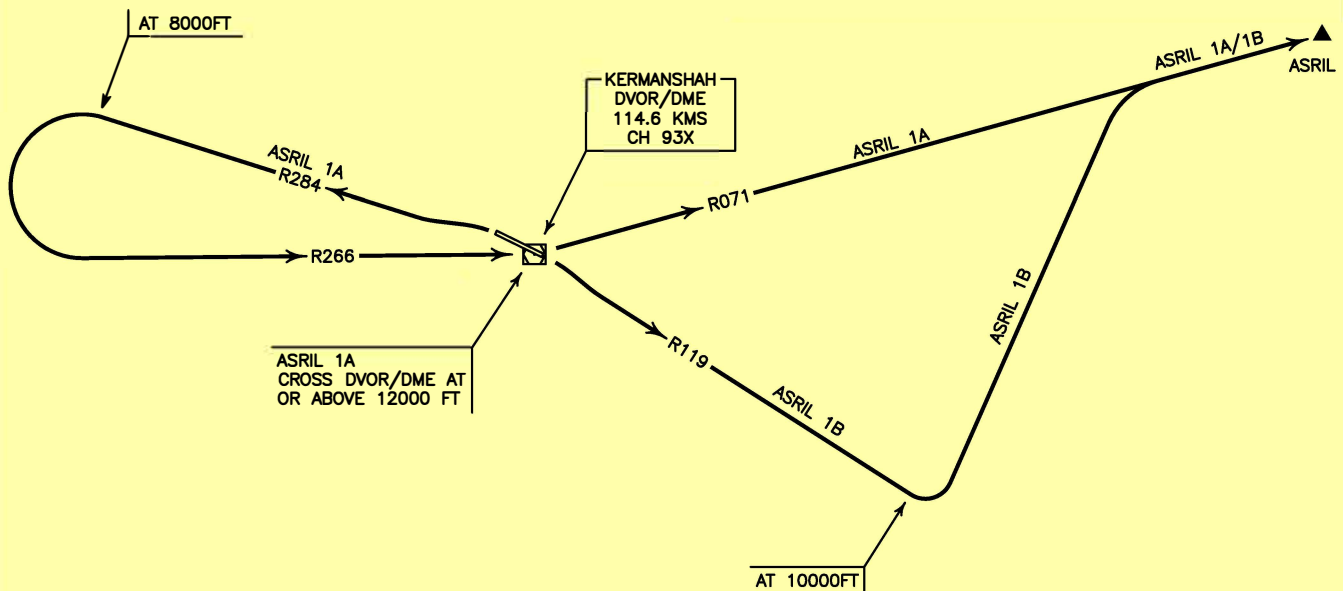 AT 8000FT
ASRIL 1A/1B
ASRIL
KERMANSHAH
DVOR/DME
114.6 KMS
CH 93X
ASRIL 1A
ASRIL 1A
R284
R071
R266
ASRIL 1B
R119
ASRIL 1A
CROSS DVOR/DME AT
OR ABOVE 12000 FT
ASRIL 1B
AT 10000FT